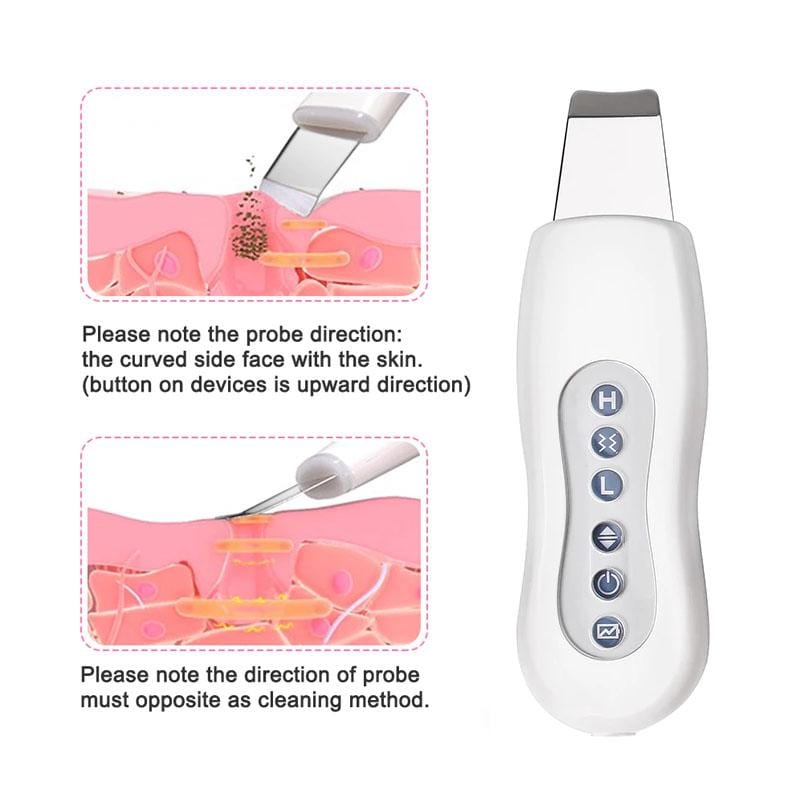 Please note the probe direction:
the curved side face with the skin.
(button on devices is upward direction)
Please note the direction of probe
must opposite as cleaning method.
H
L